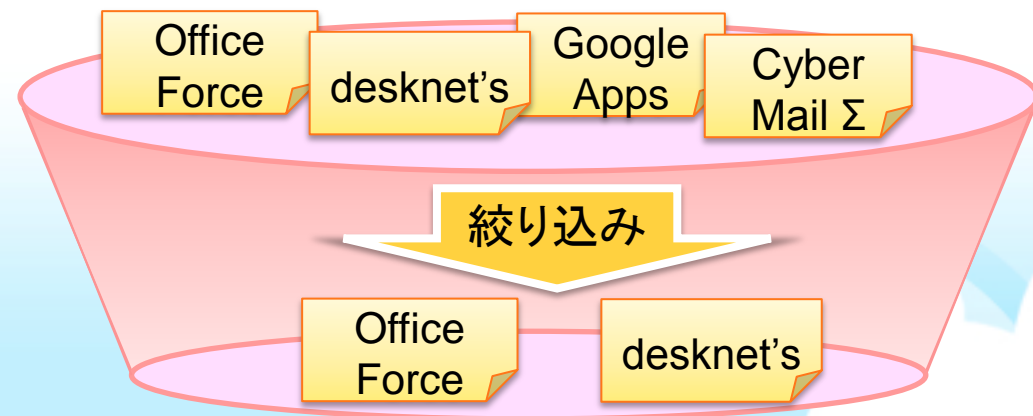 Office
Force
desknet’s
Google
Apps
Cyber
Mail Σ
絞り込み
Office
Force
desknet’s